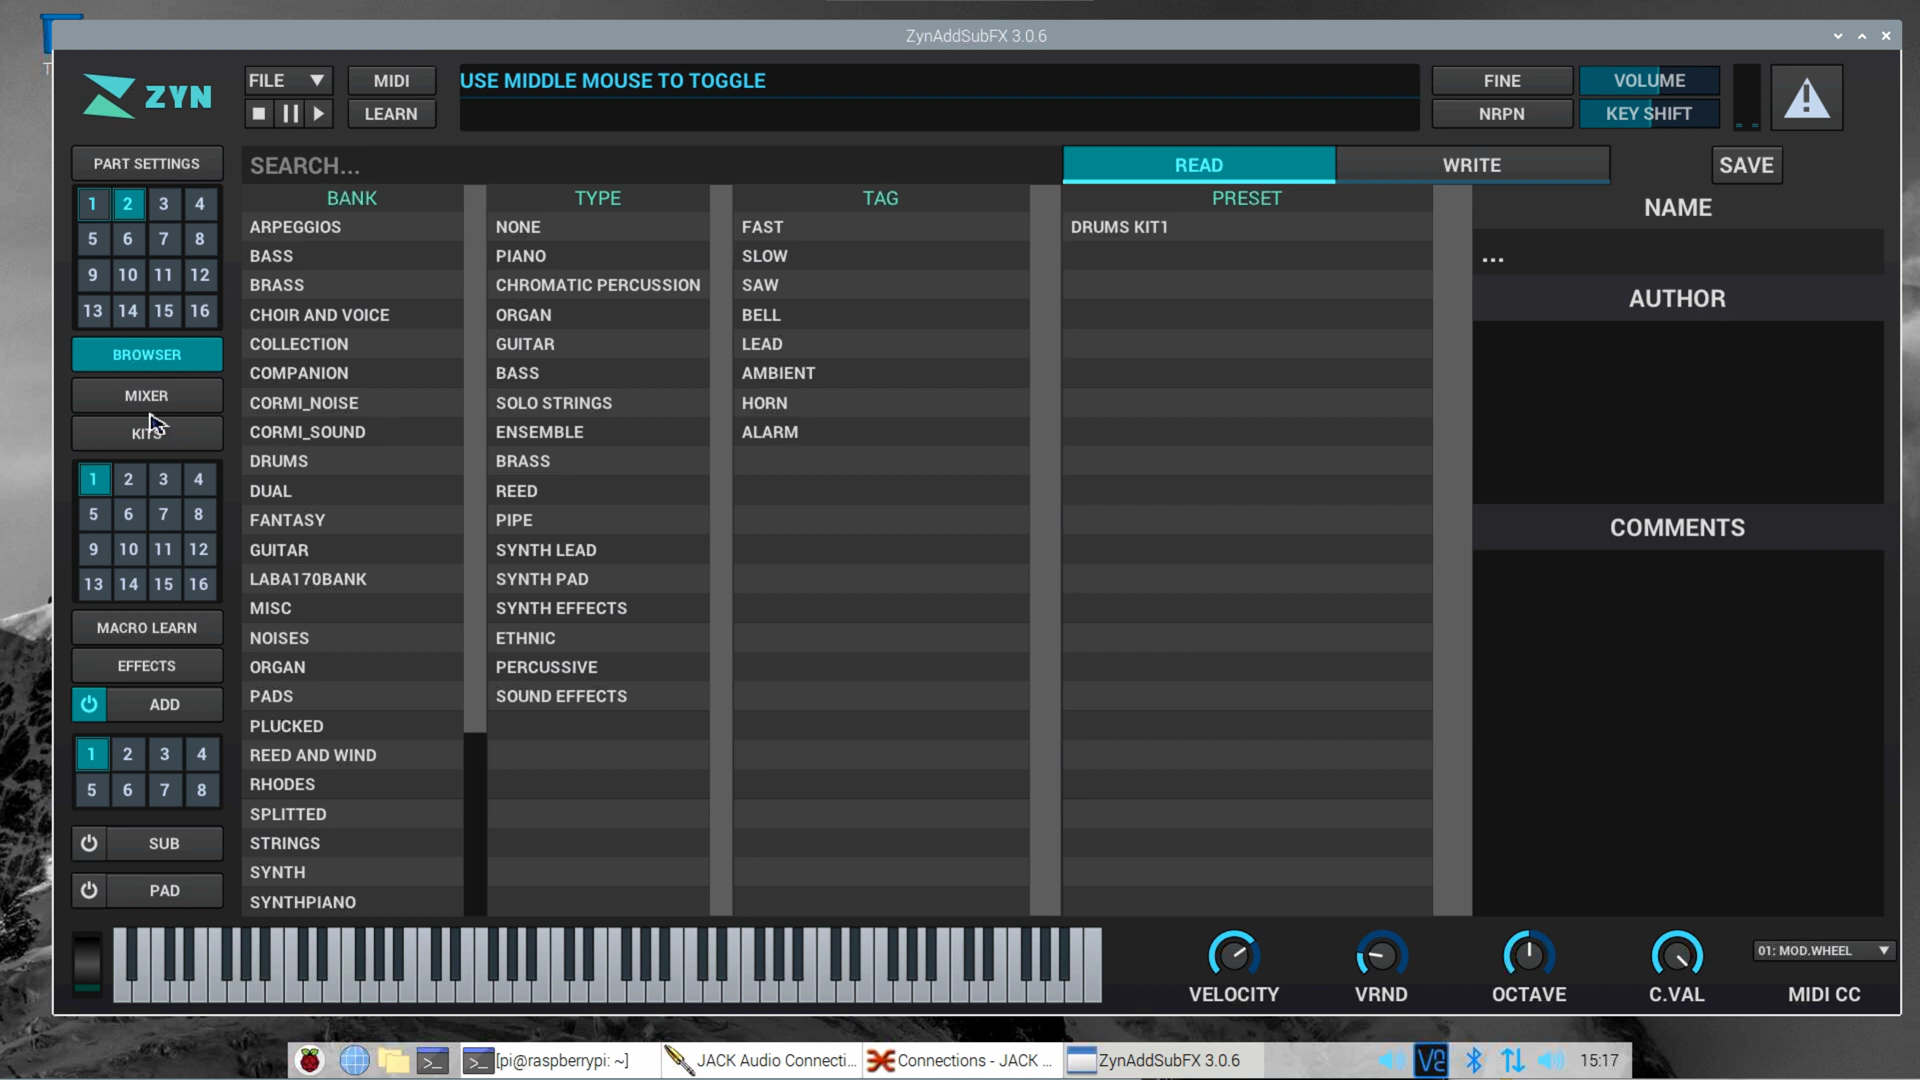 ZynAddSubFX 3.0.6
ZYN
FILE
MIDI
LEARN
USE MIDDLE MOUSE TO TOGGLE
FINE
VOLUME
NRPN
KEY SHIFT
PART SETTINGS
1 2 3 4
5 6 7 8
9 10 11 12
13 14 15 16
BROWSER
MIXER
KITS
1 2 3 4
5 6 7 8
9 10 11 12
13 14 15 16
MACRO LEARN
EFFECTS
ADD
1 2 3 4
5 6 7 8
SUB
PAD
SEARCH...
READ
WRITE
SAVE
BANK
ARPEGGIOS
BASS
BRASS
CHOIR AND VOICE
COLLECTION
COMPANION
CORMI_NOISE
CORMI_SOUND
DRUMS
DUAL
FANTASY
GUITAR
LABA170BANK
MISC
NOISES
ORGAN
PADS
PLUCKED
REED AND WIND
RHODES
SPLITTED
STRINGS
SYNTH
SYNTHPIANO
TYPE
NONE
PIANO
CHROMATIC PERCUSSION
ORGAN
GUITAR
BASS
SOLO STRINGS
ENSEMBLE
BRASS
REED
PIPE
SYNTH LEAD
SYNTH PAD
SYNTH EFFECTS
ETHNIC
PERCUSSIVE
SOUND EFFECTS
TAG
FAST
SLOW
SAW
BELL
LEAD
AMBIENT
HORN
ALARM
PRESET
DRUMS KIT1
NAME
...
AUTHOR
COMMENTS
VELOCITY
VRND
OCTAVE
C.VAL
01: MOD.WHEEL
MIDI CC
[pi@raspberrypi: ~]
JACK Audio Connecti...
Connections - JACK ...
ZynAddSubFX 3.0.6
15:17